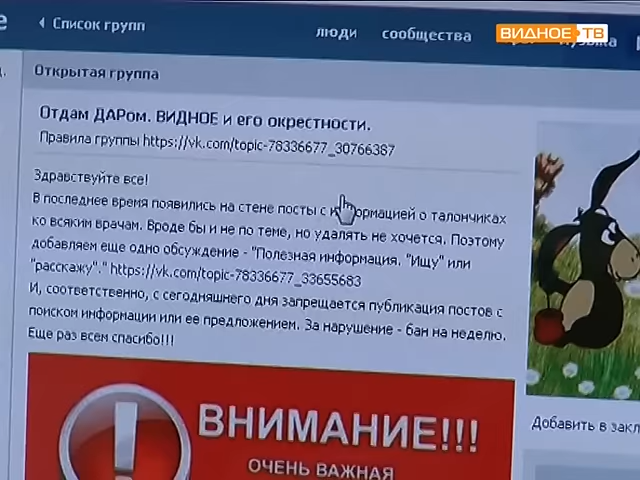 е
Список групп
люди
сообщества
ВИДНОЕ ТВ
Открытая группа
Отдам ДАРом. ВИДНОЕ и его окрестности.
Правила группы https://vk.com/topic-78336677_30766387
Здравствуйте все!
В последнее время появились на стене посты с информацией о талончиках
ко всяким врачам. Вроде бы и не по теме, но удалять не хочется. Поэтому
добавляем еще одно обсуждение - "Полезная информация. "Ищу" или
"расскажу"." https://vk.com/topic-78336677_33655683
И, соответственно, с сегодняшнего дня запрещается публикация постов с
поиском информации или ее предложением. За нарушение - бан на неделю.
Еще раз всем спасибо!!!
ВНИМАНИЕ!!!
ОЧЕНЬ ВАЖНАЯ
Добавить в закл